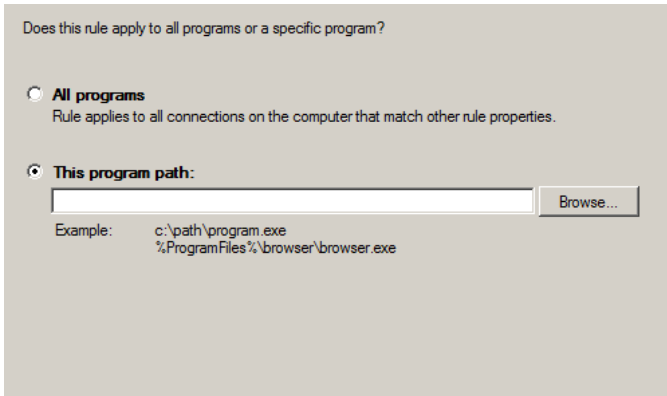 Does this rule apply to all programs or a specific program?
All programs
Rule applies to all connections on the computer that match other rule properties.
This program path:
Browse...
Example: c:\path\program.exe
%ProgramFiles%\browser\browser.exe